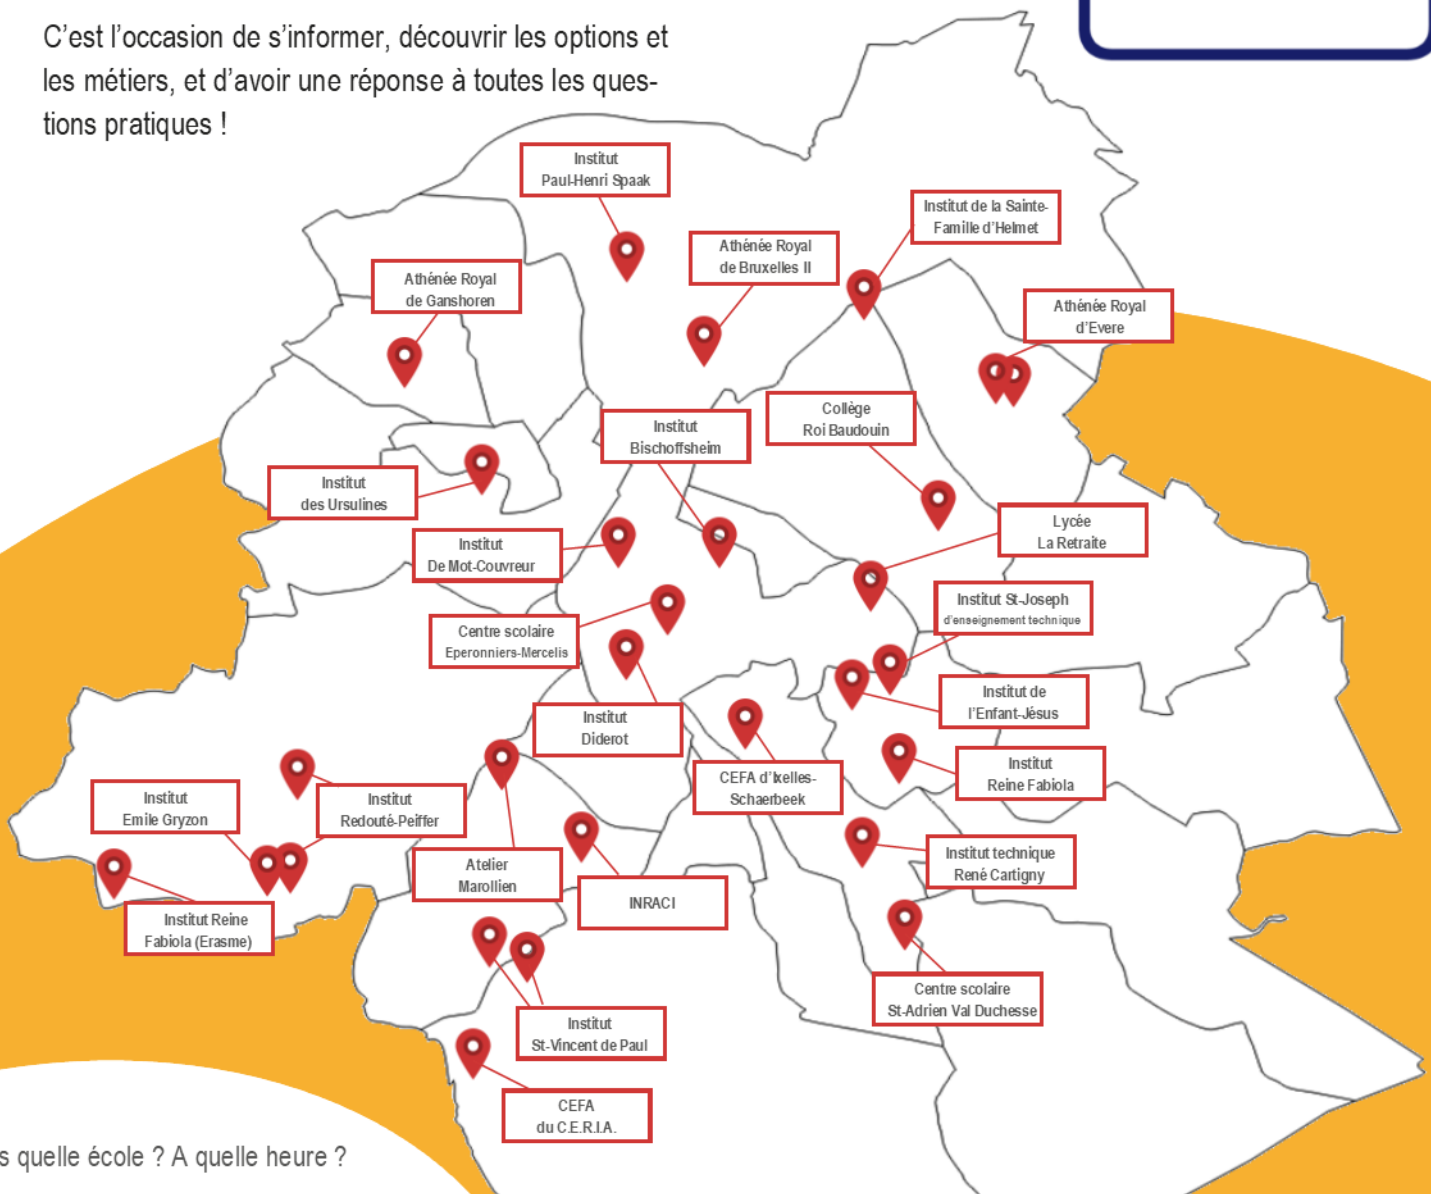 C’est l’occasion de s’informer, découvrir les options et
les métiers, et d’avoir une réponse à toutes les ques-
tions pratiques !
Institut
Paul-Henri Spaak
Institut de la Sainte-
Famille d’Helmet
Athénée Royal
de Bruxelles II
Athénée Royal
de Ganshoren
Athénée Royal
d’Evere
Collège
Roi Baudouin
Institut
Bischoffsheim
Institut
des Ursulines
Lycée
La Retraite
Institut
De Mot-Couvreur
Institut St-Joseph
d’enseignement technique
Centre scolaire
Eperonniers-Mercelis
Institut de
l’Enfant-Jésus
Institut
Diderot
Institut
Reine Fabiola
CEFA d’Ixelles-
Schaerbeek
Institut
Emile Gryzon
Institut
Redouté-Peiffer
Institut technique
René Cartigny
Atelier
Marollien
INRACI
Institut Reine
Fabiola (Erasme)
Centre scolaire
St-Adrien Val Duchesse
Institut
St-Vincent de Paul
CEFA
du C.E.R.I.A.
s quelle école ? A quelle heure ?